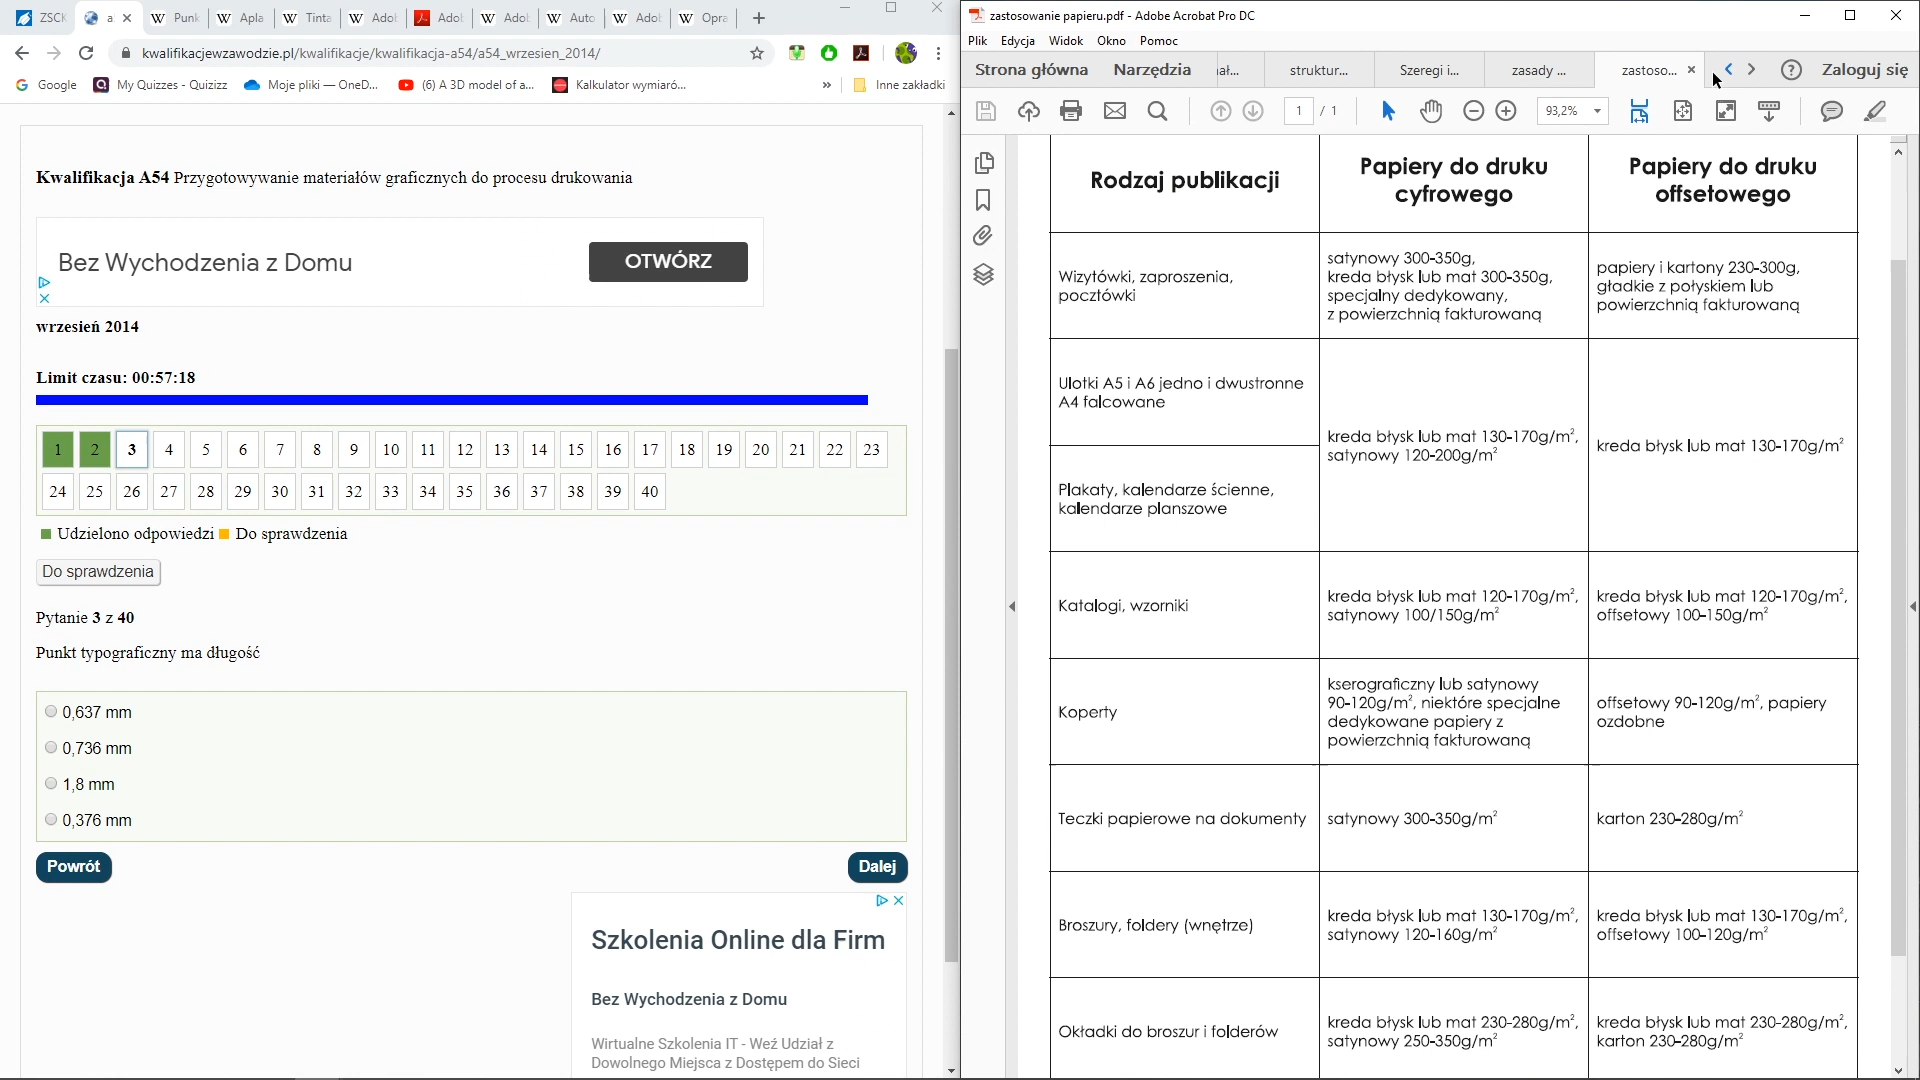 ZSCK
a
Punk
Apla
Tinta
Adob
Adob
Adob
Auto
Adob
Opra
kwalifikacjewzawodzie.pl/kwalifikacje/kwalifikacja-a54/a54_wrzesien_2014/
Google
My Quizzes - Quizizz
Moje pliki — OneD...
(6) A 3D model of a...
Kalkulator wymiaró...
»
Inne zakładki
Kwalifikacja A54 Przygotowywanie materiałów graficznych do procesu drukowania
Bez Wychodzenia z Domu
OTWÓRZ
wrzesień 2014
Limit czasu: 00:57:18
1 2 3 4 5 6 7 8 9 10 11 12 13 14 15 16 17 18 19 20 21 22 23
24 25 26 27 28 29 30 31 32 33 34 35 36 37 38 39 40
Udzielono odpowiedzi Do sprawdzenia
Do sprawdzenia
Pytanie 3 z 40
Punkt typograficzny ma długość
0,637 mm
0,736 mm
1,8 mm
0,376 mm
Powrót
Dalej
Szkolenia Online dla Firm
Bez Wychodzenia z Domu
Wirtualne Szkolenia IT - Weź Udział z
Dowolnego Miejsca z Dostępem do Sieci
zastosowanie papieru.pdf - Adobe Acrobat Pro DC
Plik Edycja Widok Okno Pomoc
Strona główna
Narzędzia
ał...
struktur...
Szeregi i...
zasady ...
zastoso...
Zaloguj się
1 / 1
93,2%
Rodzaj publikacji
Papiery do druku
cyfrowego
Papiery do druku
offsetowego
Wizytówki, zaproszenia,
pocztówki
satynowy 300-350g,
kreda błysk lub mat 300-350g,
specjalny dedykowany,
z powierzchnią fakturowaną
papiery i kartony 230-300g,
gładkie z połyskiem lub
powierzchnią fakturowaną
Ulotki A5 i A6 jedno i dwustronne
A4 falcowane
kreda błysk lub mat 130-170g/m²,
satynowy 120-200g/m²
kreda błysk lub mat 130-170g/m²
Plakaty, kalendarze ścienne,
kalendarze planszowe
Katalogi, wzorniki
kreda błysk lub mat 120-170g/m²,
satynowy 100/150g/m²
kreda błysk lub mat 120-170g/m²,
offsetowy 100-150g/m²
Koperty
kserograficzny lub satynowy
90-120g/m², niektóre specjalne
dedykowane papiery z
powierzchnią fakturowaną
offsetowy 90-120g/m², papiery
ozdobne
Teczki papierowe na dokumenty
satynowy 300-350g/m²
karton 230-280g/m²
Broszury, foldery (wnętrze)
kreda błysk lub mat 130-170g/m²,
satynowy 120-160g/m²
kreda błysk lub mat 130-170g/m²,
offsetowy 100-120g/m²
Okładki do broszur i folderów
kreda błysk lub mat 230-280g/m²,
satynowy 250-350g/m²
kreda błysk lub mat 230-280g/m²,
karton 230-280g/m²